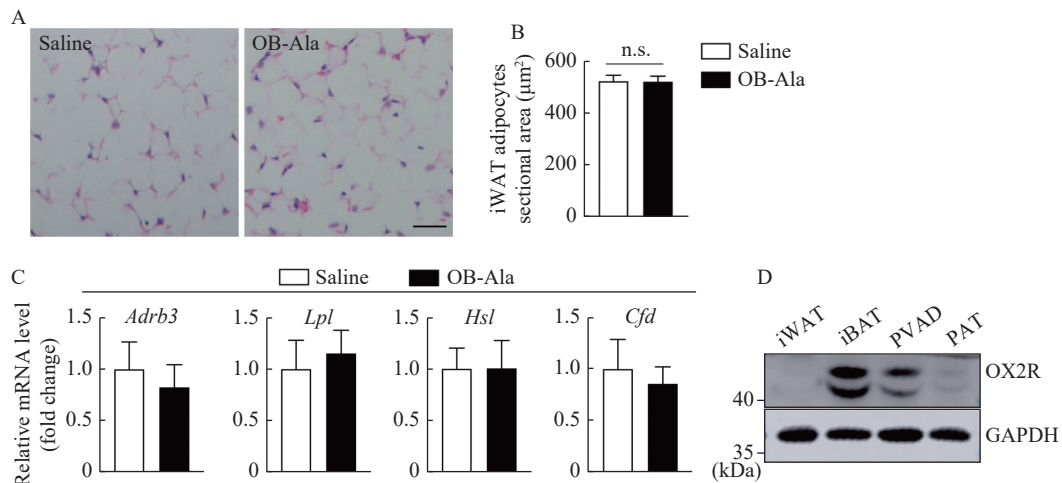 A
Saline
OB-Ala
B
iWAT adipocytes
sectional area (μm²)
600
400
200
0
n.s.
Saline
OB-Ala
C
Saline
OB-Ala
Relative mRNA level
(fold change)
1.5
1.0
0.5
0
Adrb3
1.5
1.0
0.5
0
Lpl
1.5
1.0
0.5
0
Hsl
1.5
1.0
0.5
0
Cfd
D
iWAT
iBAT
PVAD
PAT
OX2R
40
GAPDH
35
(kDa)